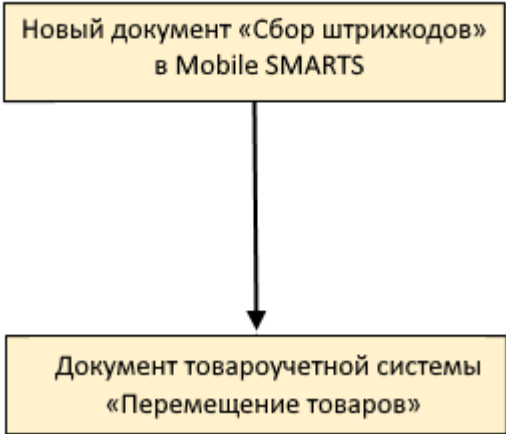 Новый документ «Сбор штрихкодов»
в Mobile SMARTS
Документ товароучетной системы
«Перемещение товаров»